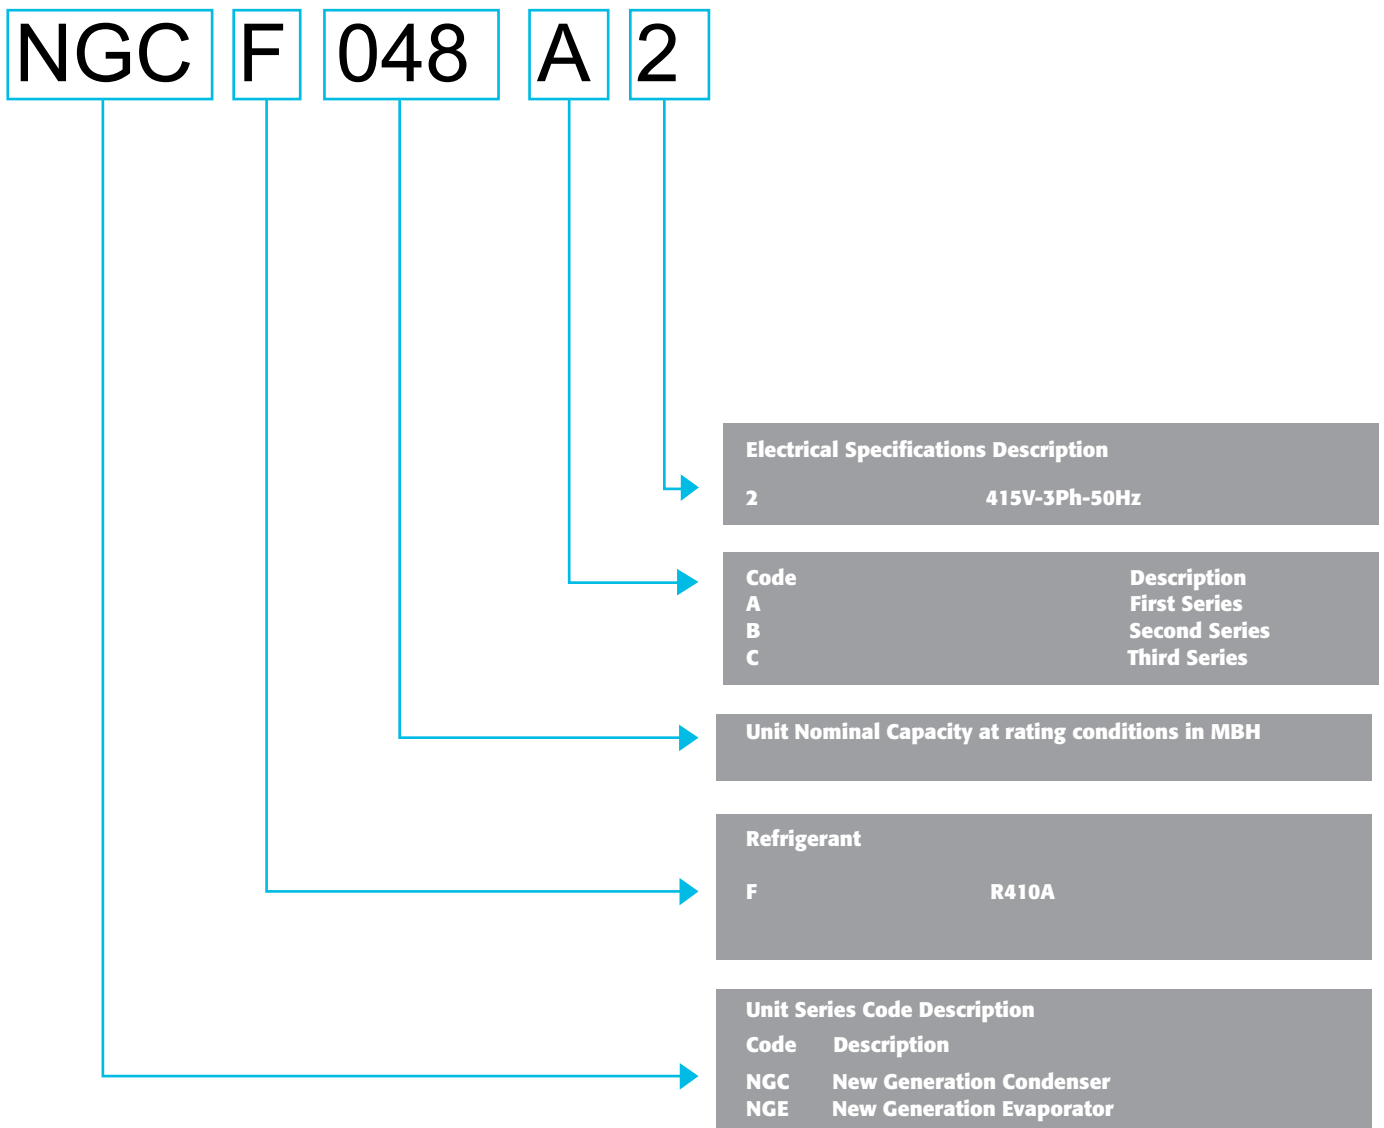 NGC F 048 A 2
Electrical Specifications Description
2 415V-3Ph-50Hz
Code Description
A First Series
B Second Series
C Third Series
Unit Nominal Capacity at rating conditions in MBH
Refrigerant
F R410A
Unit Series Code Description
Code Description
NGC New Generation Condenser
NGE New Generation Evaporator